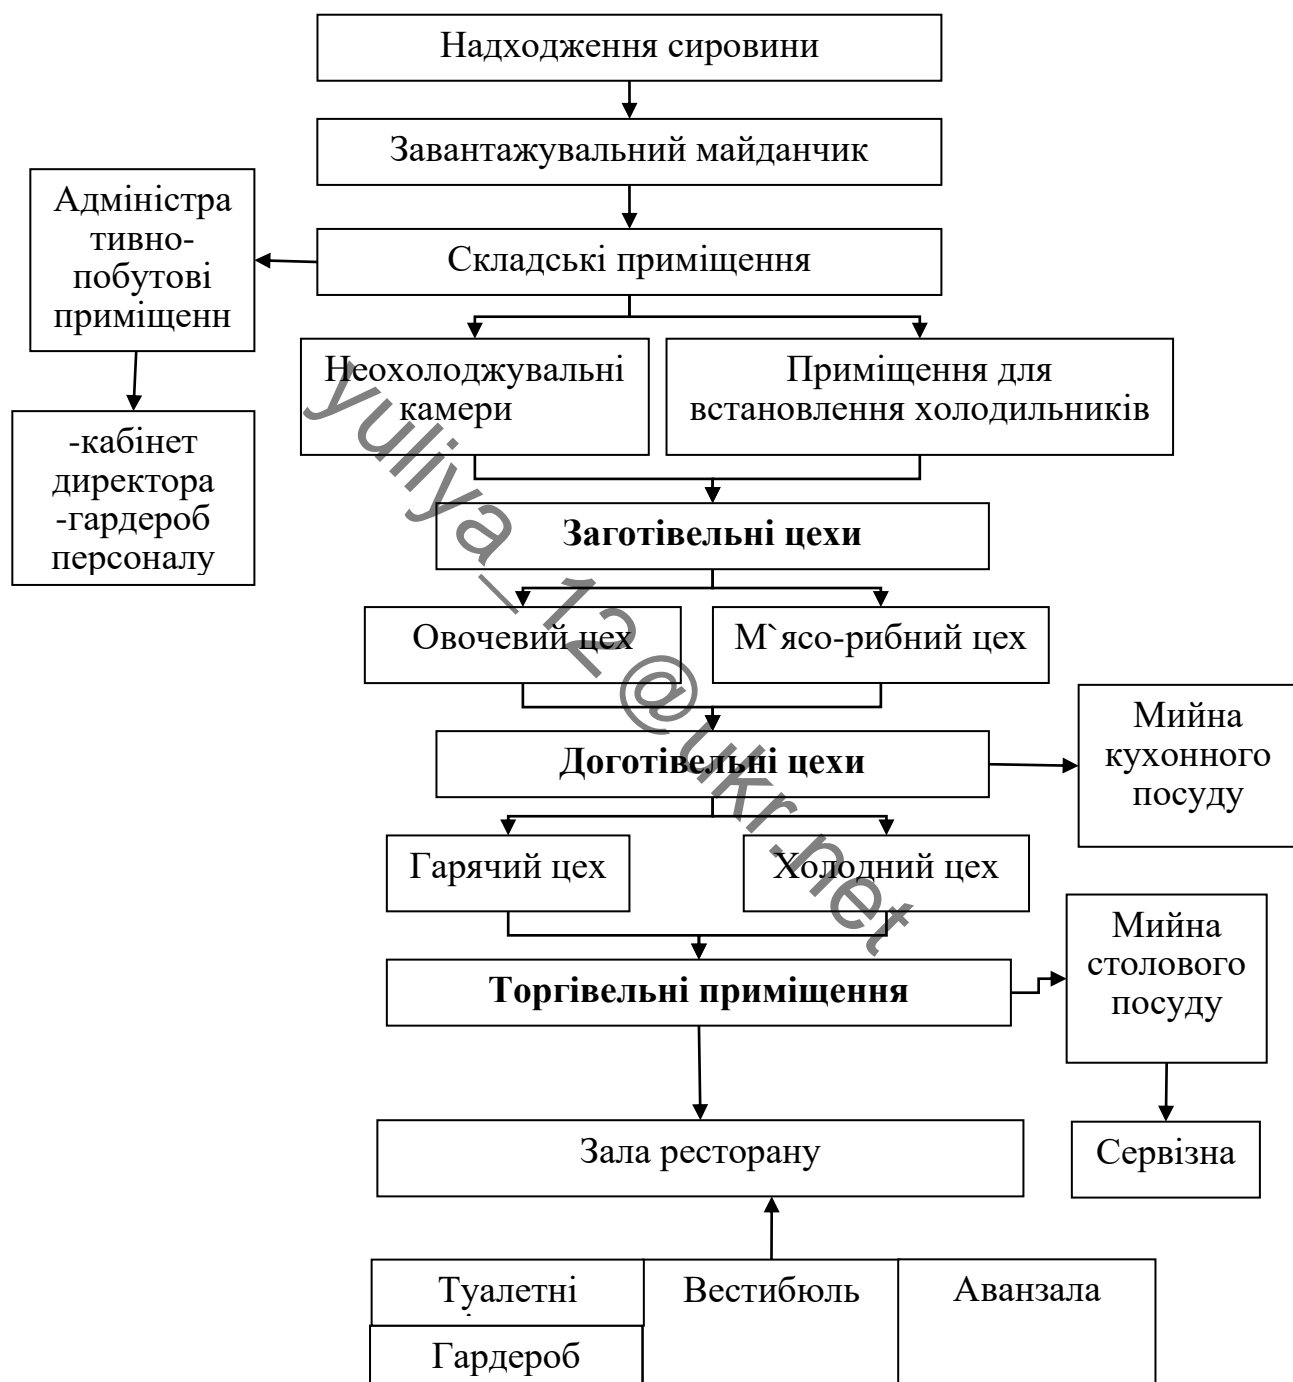 Надходження сировини
Завантажувальний майданчик
Адміністра
тивно-
побутові
приміщенн
Складські приміщення
Неохолоджувальні
камери
Приміщення для
встановлення холодильників
-кабінет
директора
-гардероб
персоналу
Заготівельні цехи
Овочевий цех
М`ясо-рибний цех
Доготівельні цехи
Мийна
кухонного
посуду
Гарячий цех
Холодний цех
Мийна
столового
посуду
Торгівельні приміщення
Зала ресторану
Сервізна
Туалетні
Вестибюль
Аванзала
Гардероб
yuliya_12@ukr.net